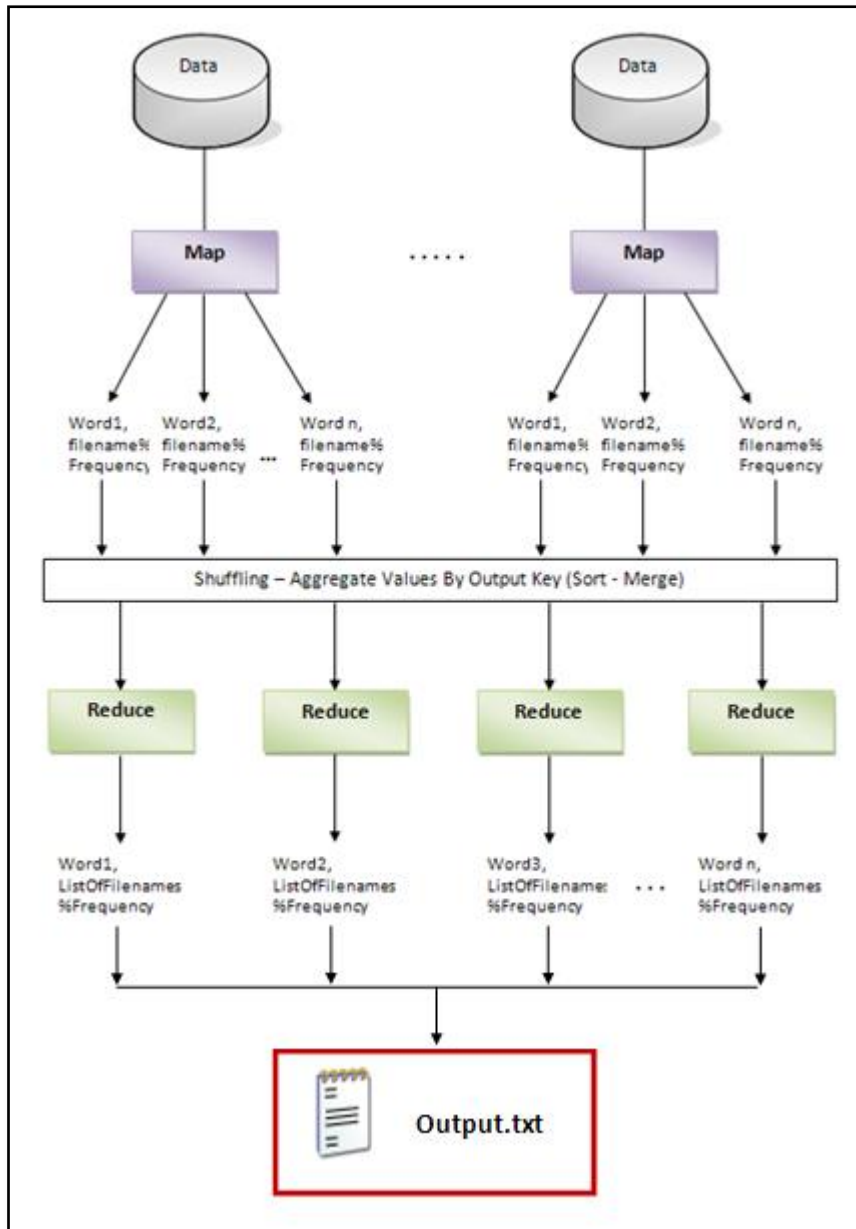 Data
Data
Map
.....
Map
Word1,
filename%
Frequency
Word2,
filename%
Frequency
...
Word n,
filename%
Frequency
Word1,
filename%
Frequency
Word2,
filename%
Frequency
Word n,
filename%
Frequency
Shuffling – Aggregate Values By Output Key (Sort - Merge)
Reduce
Reduce
Reduce
Reduce
Word1,
ListOfFilenames
%Frequency
Word2,
ListOfFilenames
%Frequency
Word3,
ListOfFilenames
%Frequency
...
Word n,
ListOfFilenames
%Frequency
Output.txt